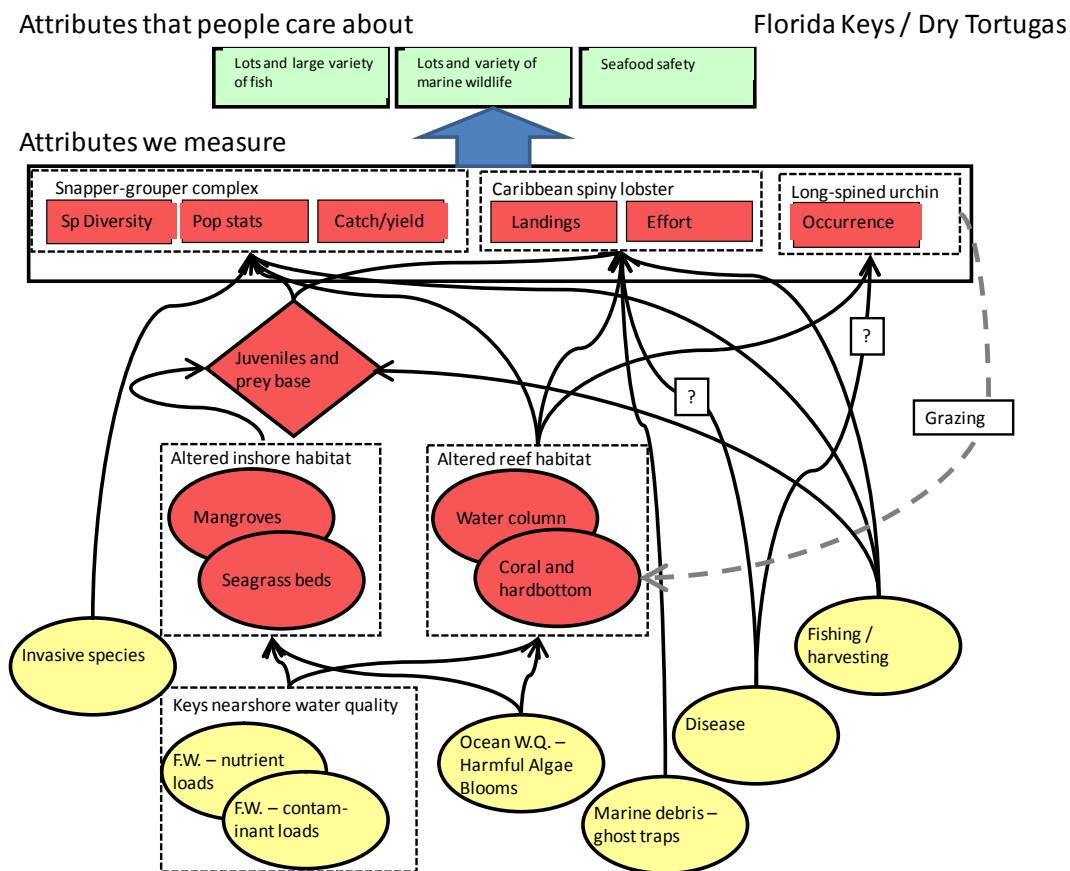 Attributes that people care about
Florida Keys / Dry Tortugas
Lots and large variety
of fish
Lots and variety of
marine wildlife
Seafood safety
Attributes we measure
Snapper-grouper complex
Sp Diversity
Pop stats
Catch/yield
Caribbean spiny lobster
Landings
Effort
Long-spined urchin
Occurrence
?
Juveniles and
prey base
?
Grazing
Altered inshore habitat
Mangroves
Seagrass beds
Altered reef habitat
Water column
Coral and
hardbottom
Invasive species
Fishing /
harvesting
Keys nearshore water quality
F.W. – nutrient
loads
F.W. – contam-
inant loads
Ocean W.Q. –
Harmful Algae
Blooms
Disease
Marine debris –
ghost traps